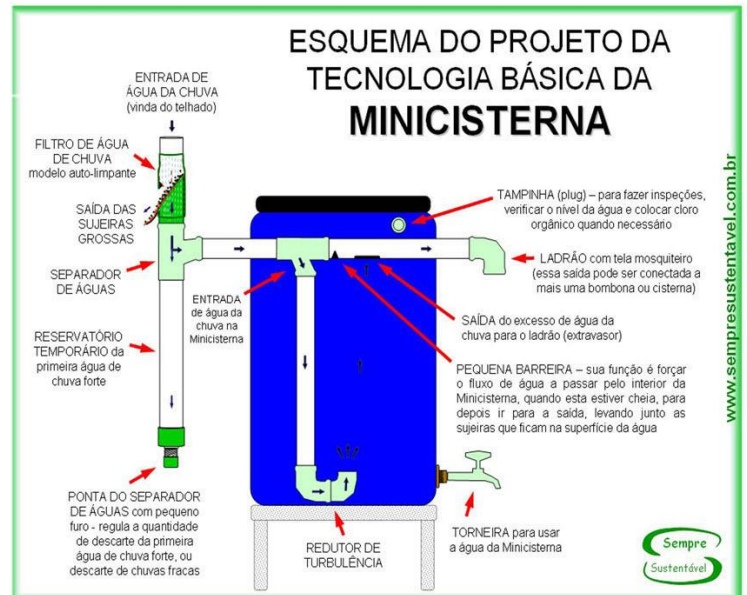 ESQUEMA DO PROJETO DA
TECNOLOGIA BÁSICA DA
MINICISTERNA
ENTRADA DE
ÁGUA DA CHUVA
(vinda do telhado)
FILTRO DE ÁGUA
DE CHUVA
modelo auto-limpante
SAÍDA DAS
SUJEIRAS
GROSSAS
SEPARADOR
DE ÁGUAS
RESERVATÓRIO
TEMPORÁRIO da
primeira água de
chuva forte
PONTA DO SEPARADOR
DE ÁGUAS com pequeno
furo - regula a quantidade
de descarte da primeira
água de chuva forte, ou
descarte de chuvas fracas
ENTRADA
de água da
chuva na
Minicisterna
REDUTOR DE
TURBULÊNCIA
TAMPINHA (plug) – para fazer inspeções,
verificar o nível da água e colocar cloro
orgânico quando necessário
LADRÃO com tela mosquiteiro
(essa saída pode ser conectada a
mais uma bombona ou cisterna)
SAÍDA do excesso de água da
chuva para o ladrão (extravasor)
PEQUENA BARREIRA – sua função é forçar
o fluxo de água a passar pelo interior da
Minicisterna, quando esta estiver cheia, para
depois ir para a saída, levando junto as
sujeiras que ficam na superfície da água
TORNEIRA para usar
a água da Minicisterna
www.sempresustentavel.com.br
Sempre
Sustentável